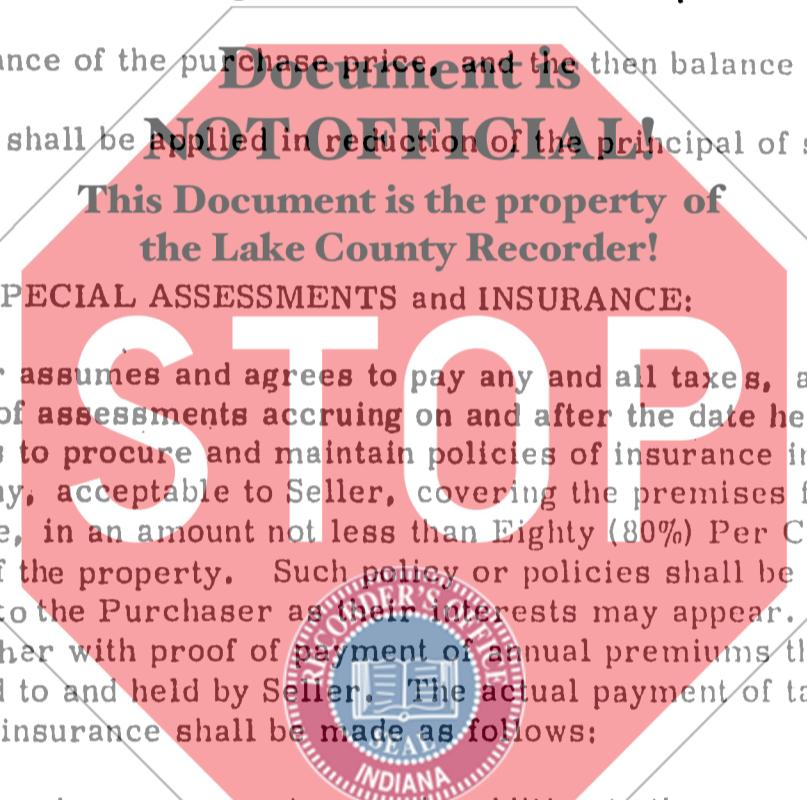 ance of the purchase price, and the then balance
Document is
shall be applied in reduction of the principal of
NOT OFFICIAL!
This Document is the property of
the Lake County Recorder!
PECIAL ASSESSMENTS and INSURANCE:
STOP
assumes and agrees to pay any and all taxes, a
of assessments accruing on and after the date he
s to procure and maintain policies of insurance in
ny, acceptable to Seller, covering the premises f
e, in an amount not less than Eighty (80%) Per C
f the property. Such policy or policies shall be
to the Purchaser as their interests may appear.
her with proof of payment of annual premiums th
d to and held by Seller. The actual payment of ta
insurance shall be made as follows:
RECORDER'S OFFICE
SEAL
INDIANA